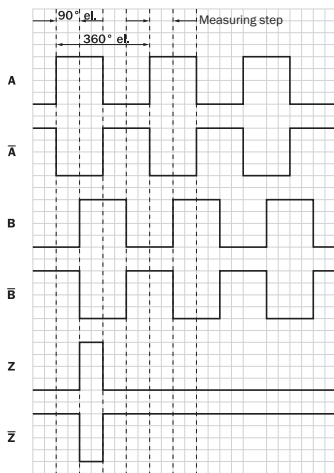 90° el.
Measuring step
360° el.
A
A̅
B
B̅
Z
Z̅